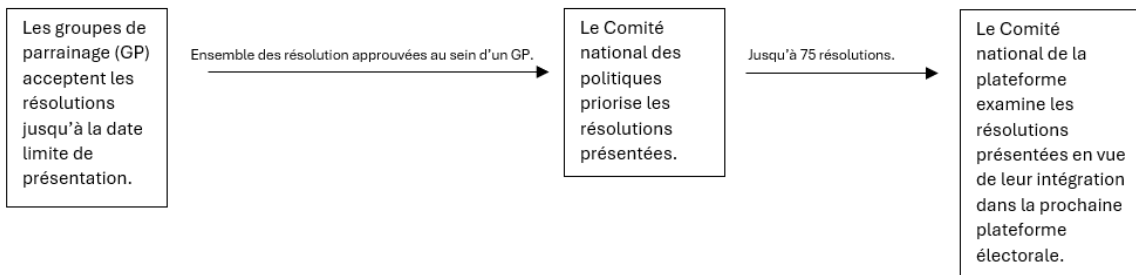 Les groupes de
parrainage (GP)
acceptent les
résolutions
jusqu'à la date
limite de
présentation.
Ensemble des résolution approuvées au sein d'un GP.
Le Comité
national des
politiques
priorise les
résolutions
présentées.
Jusqu'à 75 résolutions.
Le Comité
national de la
plateforme
examine les
résolutions
présentées en vue
de leur intégration
dans la prochaine
plateforme
électorale.